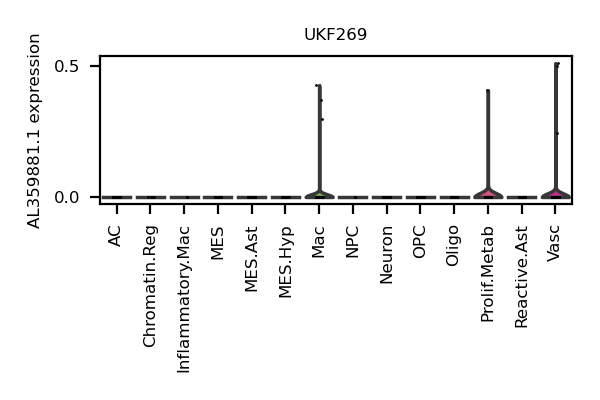 UKF269
AL359881.1 expression
0.5
0.0
AC
Chromatin.Reg
Inflammatory.Mac
MES
MES.Ast
MES.Hyp
Mac
NPC
Neuron
OPC
Oligo
Prolif.Metab
Reactive.Ast
Vasc